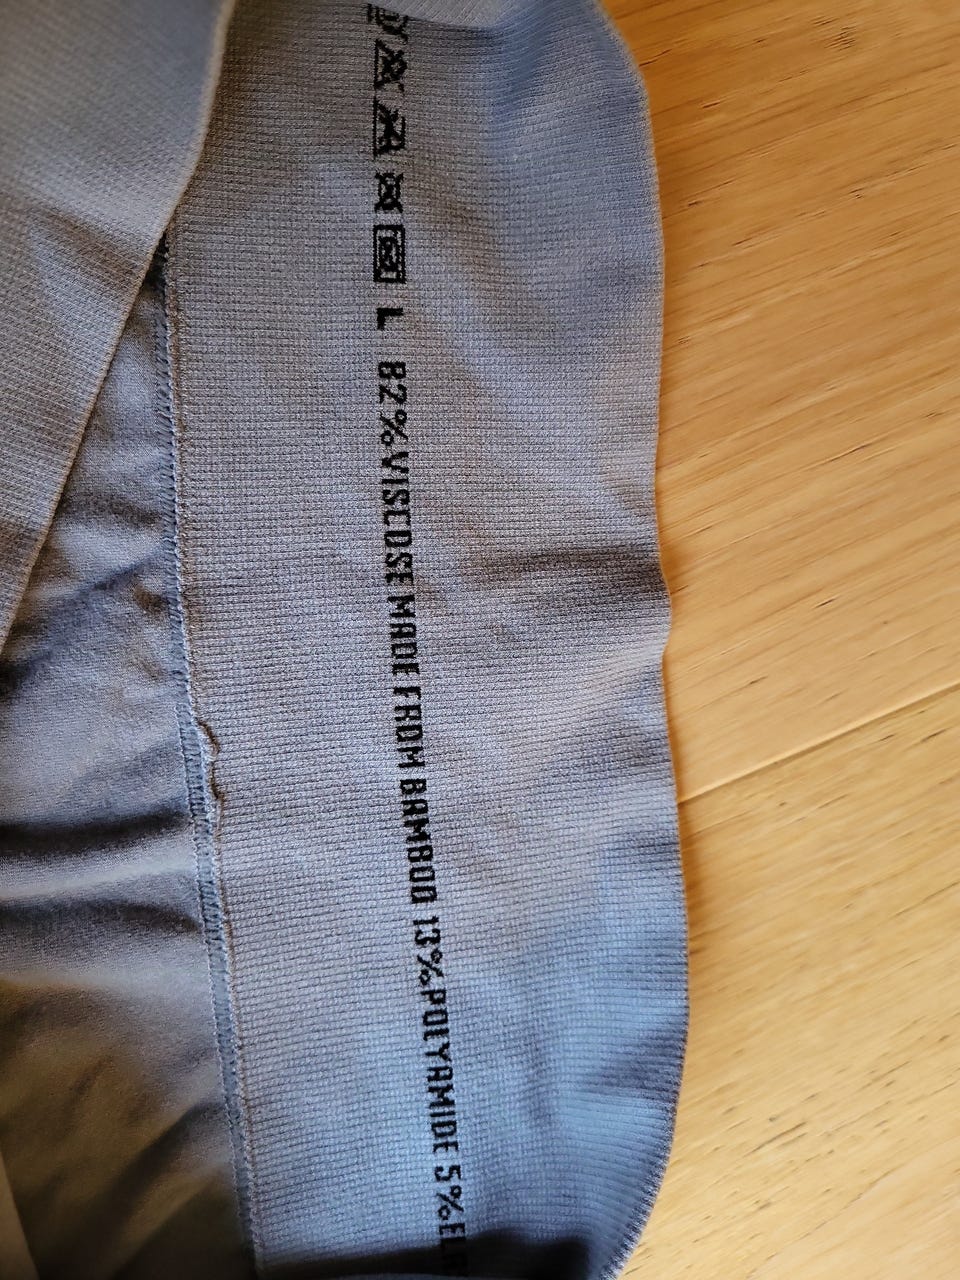 L 82% VISCOSE MADE FROM BAMBOO 13% POLYAMIDE 5%